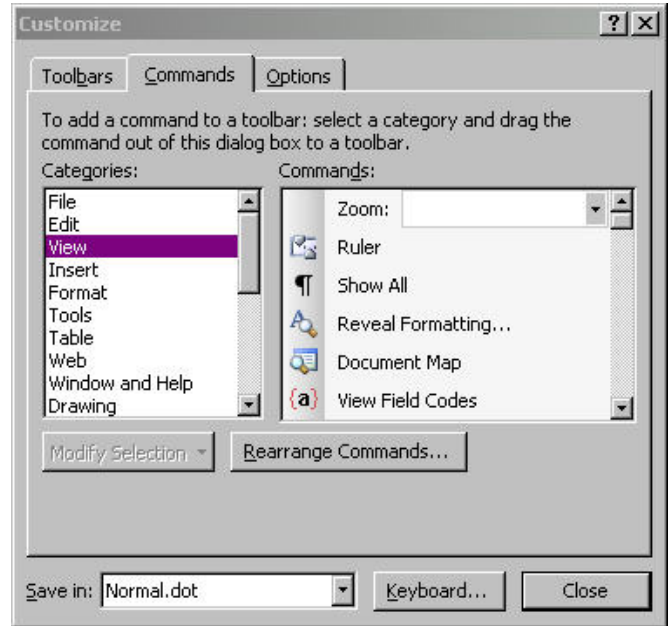 Customize
Toolbars Commands Options
To add a command to a toolbar: select a category and drag the
command out of this dialog box to a toolbar.
Categories: Commands:
File
Edit
View
Insert
Format
Tools
Table
Web
Window and Help
Drawing
Zoom:
Ruler
¶ Show All
Reveal Formatting...
Document Map
{a} View Field Codes
Modify Selection Rearrange Commands...
Save in: Normal.dot Keyboard... Close